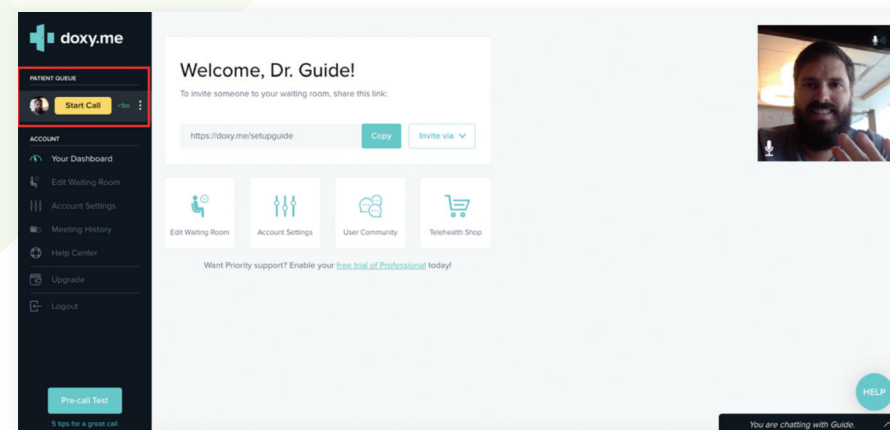 doxy.me
PATIENT QUEUE
Start Call <1m
ACCOUNT
Your Dashboard
Edit Waiting Room
Account Settings
Meeting History
Help Center
Upgrade
Logout
Pre-call Test
5 tips for a great call
Welcome, Dr. Guide!
To invite someone to your waiting room, share this link:
https://doxy.me/setupguide Copy Invite via
Edit Waiting Room Account Settings User Community Telehealth Shop
Want Priority support? Enable your free trial of Professional today!
HELP
You are chatting with Guide.